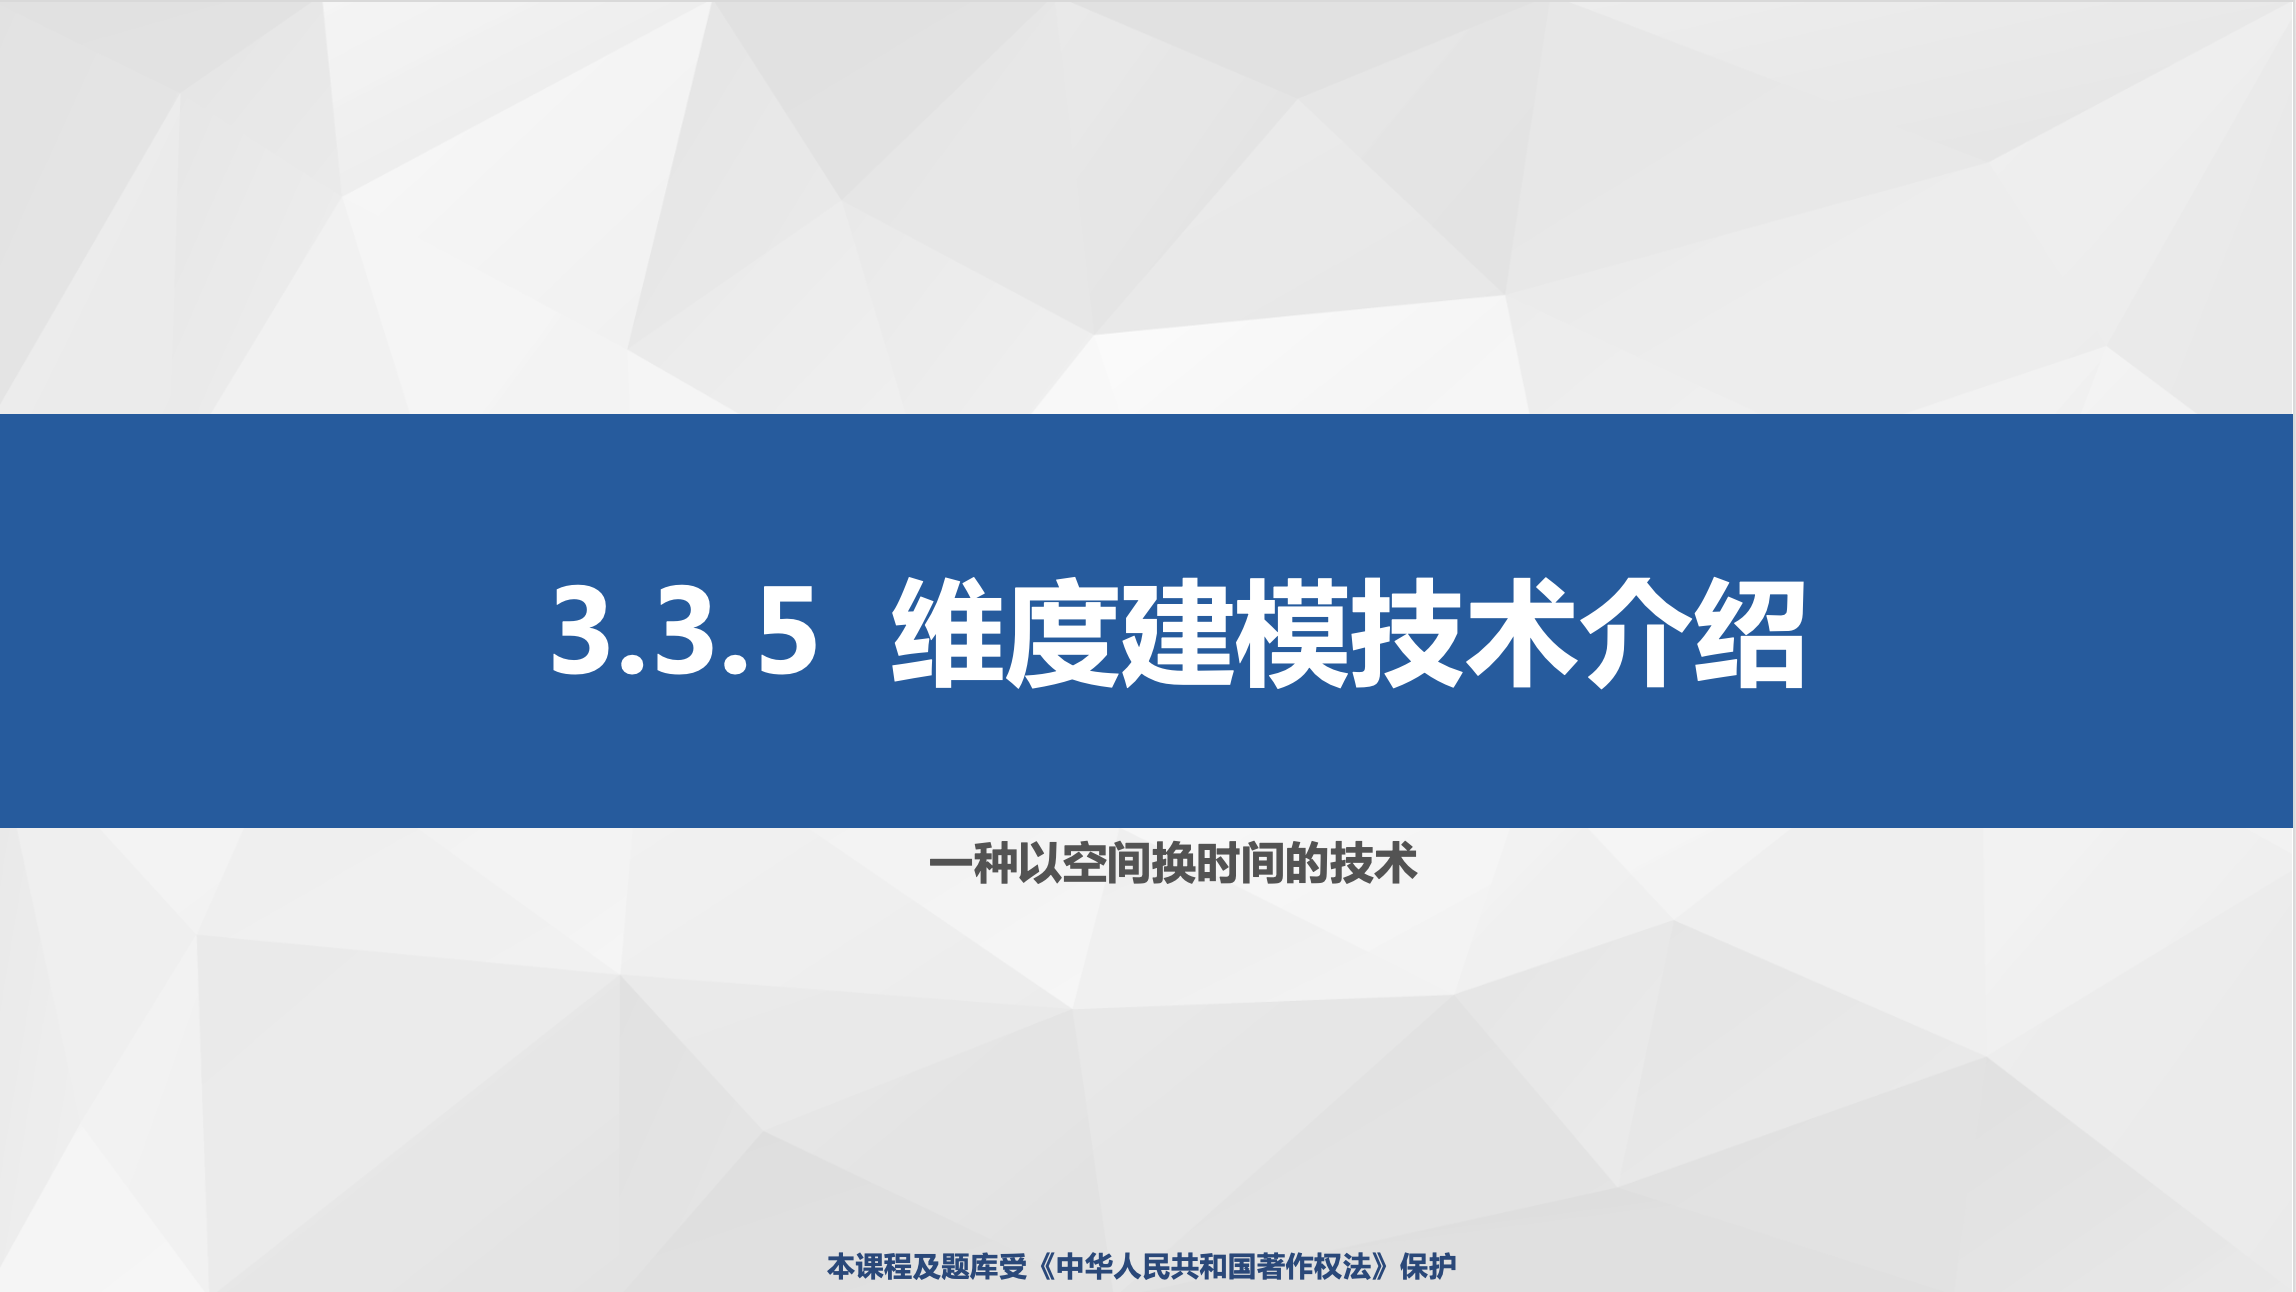 3.3.5 维度建模技术介绍
一种以空间换时间的技术
本课程及题库受《中华人民共和国著作权法》保护